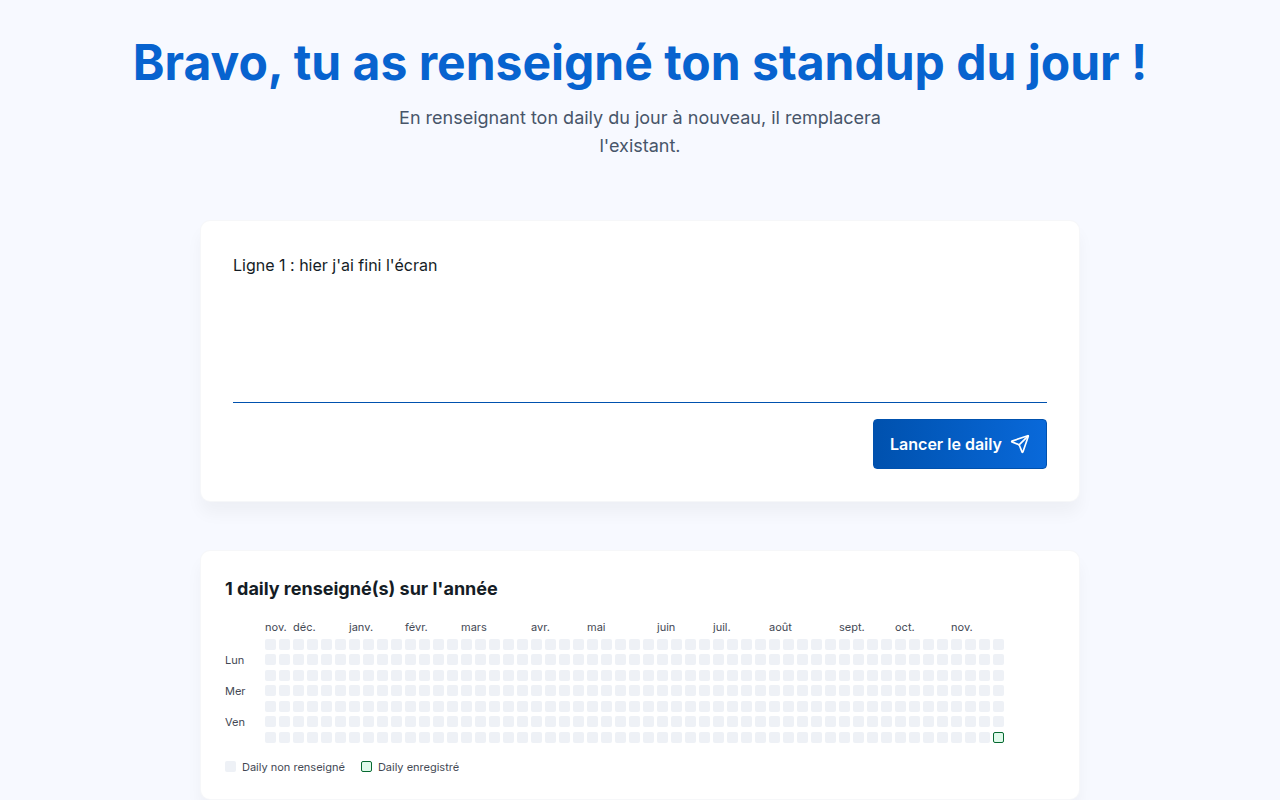 Bravo, tu as renseigné ton standup du jour !
En renseignant ton daily du jour à nouveau, il remplacera
l'existant.
Ligne 1 : hier j'ai fini l'écran
Lancer le daily
1 daily renseigné(s) sur l'année
nov. déc. janv. févr. mars avr. mai juin juil. août sept. oct. nov.
Lun
Mer
Ven
Daily non renseigné Daily enregistré